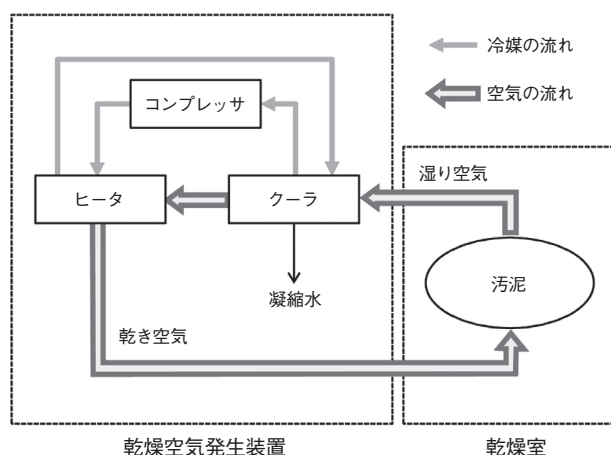 冷媒の流れ
空気の流れ
コンプレッサ
ヒータ
クーラ
湿り空気
汚泥
凝縮水
乾き空気
乾燥空気発生装置
乾燥室